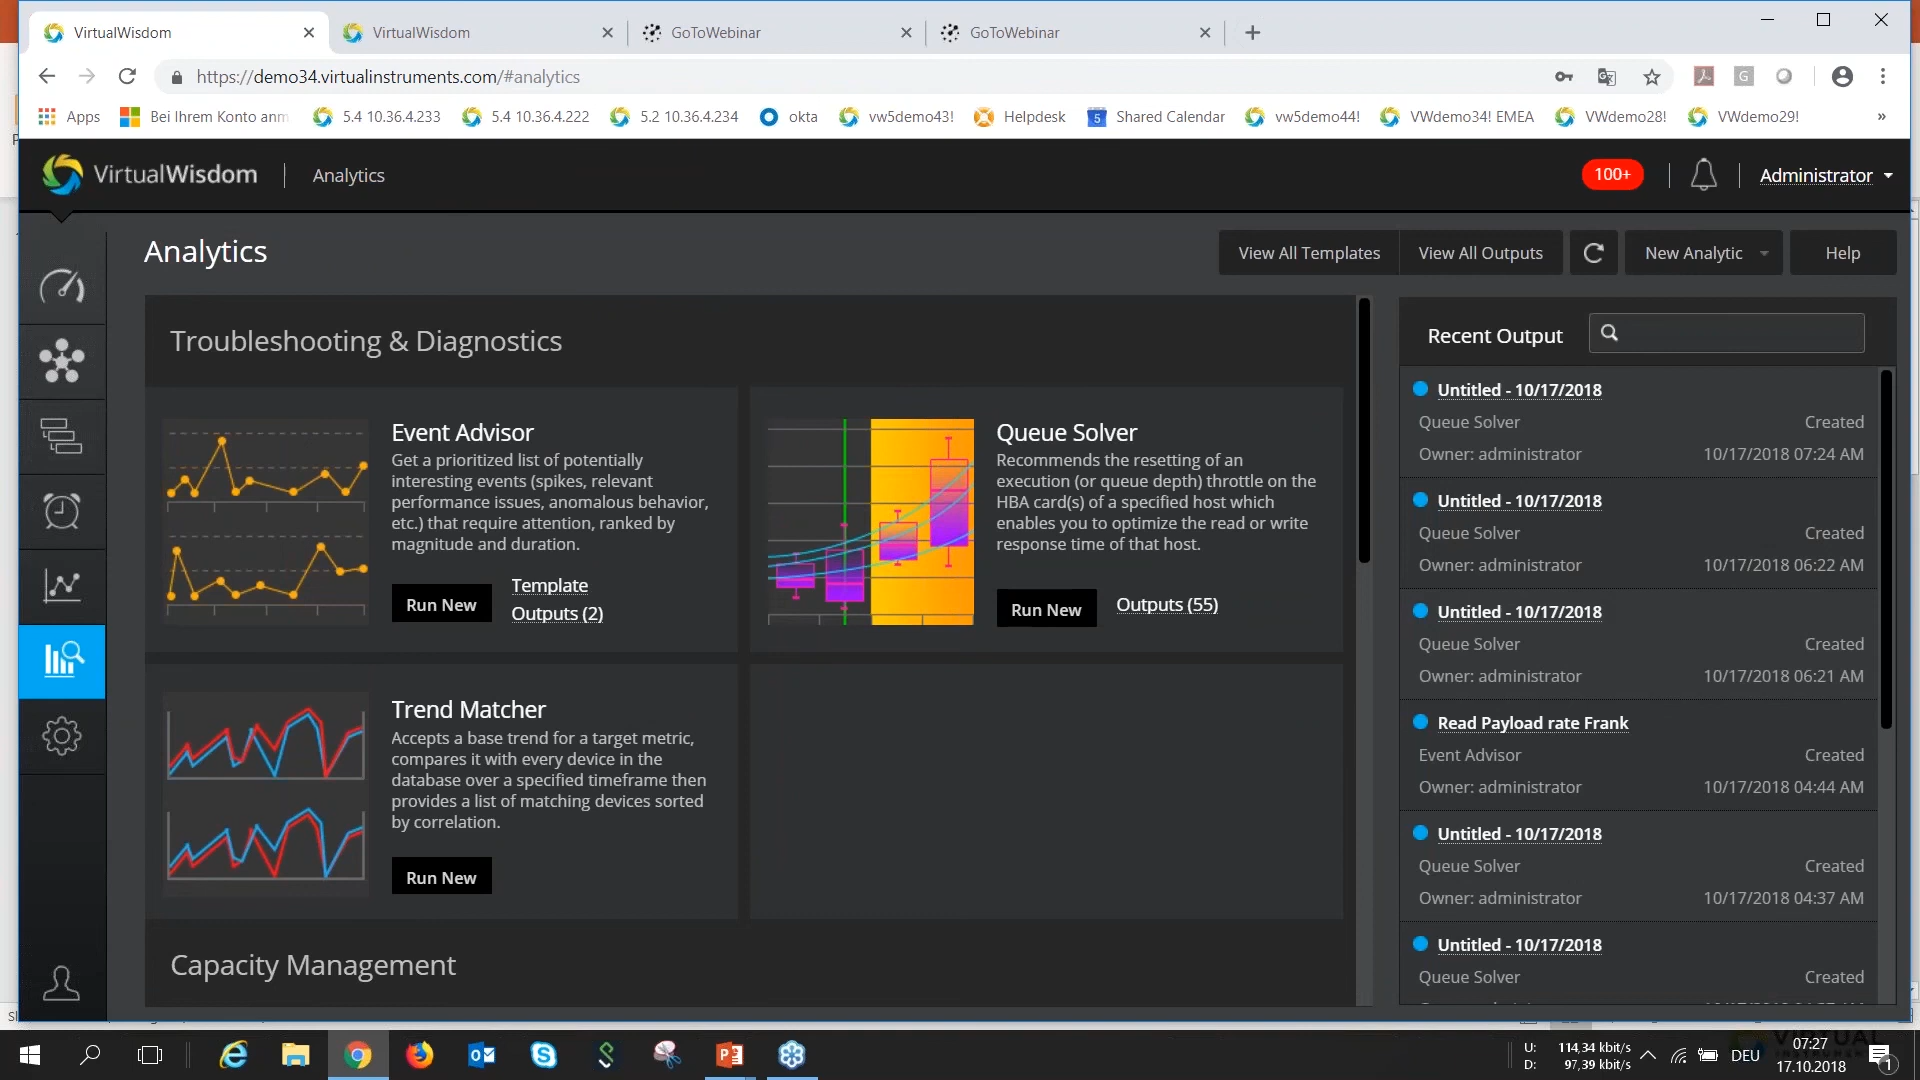 VirtualWisdom
VirtualWisdom
GoToWebinar
GoToWebinar
https://demo34.virtualinstruments.com/#analytics
Apps
Bei Ihrem Konto anm
5.4 10.36.4.233
5.4 10.36.4.222
5.2 10.36.4.234
okta
vw5demo43!
Helpdesk
5
Shared Calendar
vw5demo44!
VWdemo34! EMEA
VWdemo28!
VWdemo29!
»
VirtualWisdom
Analytics
100+
Administrator
Analytics
View All Templates
View All Outputs
New Analytic
Help
Troubleshooting & Diagnostics
Event Advisor
Get a prioritized list of potentially
interesting events (spikes, relevant
performance issues, anomalous behavior,
etc.) that require attention, ranked by
magnitude and duration.
Run New
Template
Outputs (2)
Queue Solver
Recommends the resetting of an
execution (or queue depth) throttle on the
HBA card(s) of a specified host which
enables you to optimize the read or write
response time of that host.
Run New
Outputs (55)
Trend Matcher
Accepts a base trend for a target metric,
compares it with every device in the
database over a specified timeframe then
provides a list of matching devices sorted
by correlation.
Run New
Capacity Management
Recent Output
Untitled - 10/17/2018
Queue Solver Created
Owner: administrator 10/17/2018 07:24 AM
Untitled - 10/17/2018
Queue Solver Created
Owner: administrator 10/17/2018 06:22 AM
Untitled - 10/17/2018
Queue Solver Created
Owner: administrator 10/17/2018 06:21 AM
Read Payload rate Frank
Event Advisor Created
Owner: administrator 10/17/2018 04:44 AM
Untitled - 10/17/2018
Queue Solver Created
Owner: administrator 10/17/2018 04:37 AM
Untitled - 10/17/2018
Queue Solver Created
U: 114,34 kbit/s
D: 97,39 kbit/s
DEU
07:27
17.10.2018
1